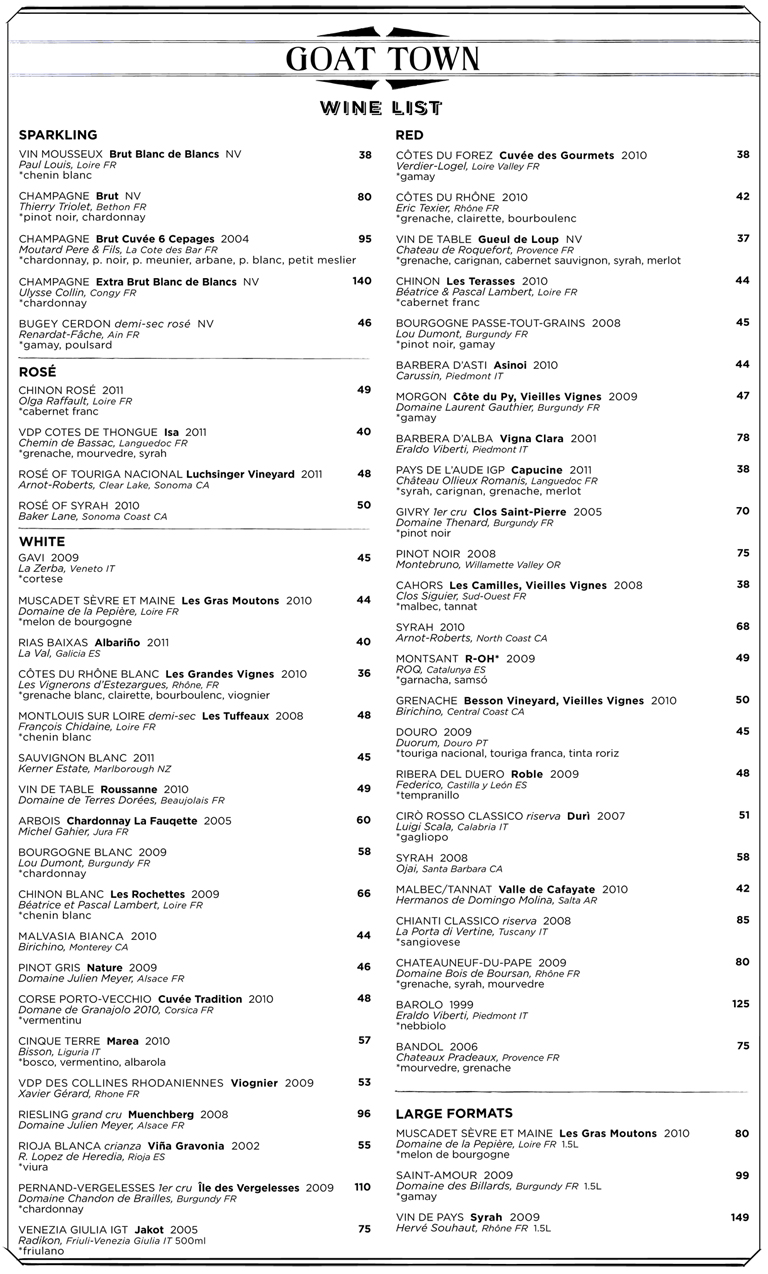 GOAT TOWN
WINE LIST
SPARKLING
VIN MOUSSEUX Brut Blanc de Blancs NV 38
Paul Louis, Loire FR
*chenin blanc
CHAMPAGNE Brut NV 80
Thierry Triolet, Bethon FR
*pinot noir, chardonnay
CHAMPAGNE Brut Cuvée 6 Cepages 2004 95
Moutard Pere & Fils, La Cote des Bar FR
*chardonnay, p. noir, p. meunier, arbane, p. blanc, petit meslier
CHAMPAGNE Extra Brut Blanc de Blancs NV 140
Ulysse Collin, Congy FR
*chardonnay
BUGEY CERDON demi-sec rosé NV 46
Renardat-Fâche, Ain FR
*gamay, poulsard
ROSÉ
CHINON ROSÉ 2011 49
Olga Raffault, Loire FR
*cabernet franc
VDP COTES DE THONGUE Isa 2011 40
Chemin de Bassac, Languedoc FR
*grenache, mourvedre, syrah
ROSÉ OF TOURIGA NACIONAL Luchsinger Vineyard 2011 48
Arnot-Roberts, Clear Lake, Sonoma CA
ROSÉ OF SYRAH 2010 50
Baker Lane, Sonoma Coast CA
WHITE
GAVI 2009 45
La Zerba, Veneto IT
*cortese
MUSCADET SÈVRE ET MAINE Les Gras Moutons 2010 44
Domaine de la Pepière, Loire FR
*melon de bourgogne
RIAS BAIXAS Albariño 2011 40
La Val, Galicia ES
CÔTES DU RHÔNE BLANC Les Grandes Vignes 2010 36
Les Vignerons d'Estezargues, Rhône, FR
*grenache blanc, clairette, bourboulenc, viognier
MONTLOUIS SUR LOIRE demi-sec Les Tuffeaux 2008 48
François Chidaine, Loire FR
*chenin blanc
SAUVIGNON BLANC 2011 45
Kerner Estate, Marlborough NZ
VIN DE TABLE Roussanne 2010 49
Domaine de Terres Dorées, Beaujolais FR
ARBOIS Chardonnay La Fauqette 2005 60
Michel Gahier, Jura FR
BOURGOGNE BLANC 2009 58
Lou Dumont, Burgundy FR
*chardonnay
CHINON BLANC Les Rochettes 2009 66
Béatrice et Pascal Lambert, Loire FR
*chenin blanc
MALVASIA BIANCA 2010 44
Birichino, Monterey CA
PINOT GRIS Nature 2009 46
Domaine Julien Meyer, Alsace FR
CORSE PORTO-VECCHIO Cuvée Tradition 2010 48
Domane de Granajolo 2010, Corsica FR
*vermentinu
CINQUE TERRE Marea 2010 57
Bisson, Liguria IT
*bosco, vermentino, albarola
VDP DES COLLINES RHODANIENNES Viognier 2009 53
Xavier Gérard, Rhone FR
RIESLING grand cru Muenchberg 2008 96
Domaine Julien Meyer, Alsace FR
RIOJA BLANCA crianza Viña Gravonia 2002 55
R. Lopez de Heredia, Rioja ES
*viura
PERNAND-VERGELESSES 1er cru Île des Vergelesses 2009 110
Domaine Chandon de Brailles, Burgundy FR
*chardonnay
VENEZIA GIULIA IGT Jakot 2005 75
Radikon, Friuli-Venezia Giulia IT 500ml
*friulano
RED
CÔTES DU FOREZ Cuvée des Gourmets 2010 38
Verdier-Logel, Loire Valley FR
*gamay
CÔTES DU RHÔNE 2010 42
Eric Texier, Rhône FR
*grenache, clairette, bourboulenc
VIN DE TABLE Gueul de Loup NV 37
Chateau de Roquefort, Provence FR
*grenache, carignan, cabernet sauvignon, syrah, merlot
CHINON Les Terasses 2010 44
Béatrice & Pascal Lambert, Loire FR
*cabernet franc
BOURGOGNE PASSE-TOUT-GRAINS 2008 45
Lou Dumont, Burgundy FR
*pinot noir, gamay
BARBERA D'ASTI Asinoi 2010 44
Carussin, Piedmont IT
MORGON Côte du Py, Vieilles Vignes 2009 47
Domaine Laurent Gauthier, Burgundy FR
*gamay
BARBERA D'ALBA Vigna Clara 2001 78
Eraldo Viberti, Piedmont IT
PAYS DE L'AUDE IGP Capucine 2011 38
Château Ollieux Romanis, Languedoc FR
*syrah, carignan, grenache, merlot
GIVRY 1er cru Clos Saint-Pierre 2005 70
Domaine Thenard, Burgundy FR
*pinot noir
PINOT NOIR 2008 75
Montebruno, Willamette Valley OR
CAHORS Les Camilles, Vieilles Vignes 2008 38
Clos Siguier, Sud-Ouest FR
*malbec, tannat
SYRAH 2010 68
Arnot-Roberts, North Coast CA
MONTSANT R-OH* 2009 49
ROQ, Catalunya ES
*garnacha, samsó
GRENACHE Besson Vineyard, Vieilles Vignes 2010 50
Birichino, Central Coast CA
DOURO 2009 45
Duorum, Douro PT
*touriga nacional, touriga franca, tinta roriz
RIBERA DEL DUERO Roble 2009 48
Federico, Castilla y León ES
*tempranillo
CIRÒ ROSSO CLASSICO riserva Durì 2007 51
Luigi Scala, Calabria IT
*gagliopo
SYRAH 2008 58
Ojai, Santa Barbara CA
MALBEC/TANNAT Valle de Cafayate 2010 42
Hermanos de Domingo Molina, Salta AR
CHIANTI CLASSICO riserva 2008 85
La Porta di Vertine, Tuscany IT
*sangiovese
CHATEAUNEUF-DU-PAPE 2009 80
Domaine Bois de Boursan, Rhône FR
*grenache, syrah, mourvedre
BAROLO 1999 125
Eraldo Viberti, Piedmont IT
*nebbiolo
BANDOL 2006 75
Chateaux Pradeaux, Provence FR
*mourvedre, grenache
LARGE FORMATS
MUSCADET SÈVRE ET MAINE Les Gras Moutons 2010 80
Domaine de la Pepière, Loire FR 1.5L
*melon de bourgogne
SAINT-AMOUR 2009 99
Domaine des Billards, Burgundy FR 1.5L
*gamay
VIN DE PAYS Syrah 2009 149
Hervé Souhaut, Rhône FR 1.5L